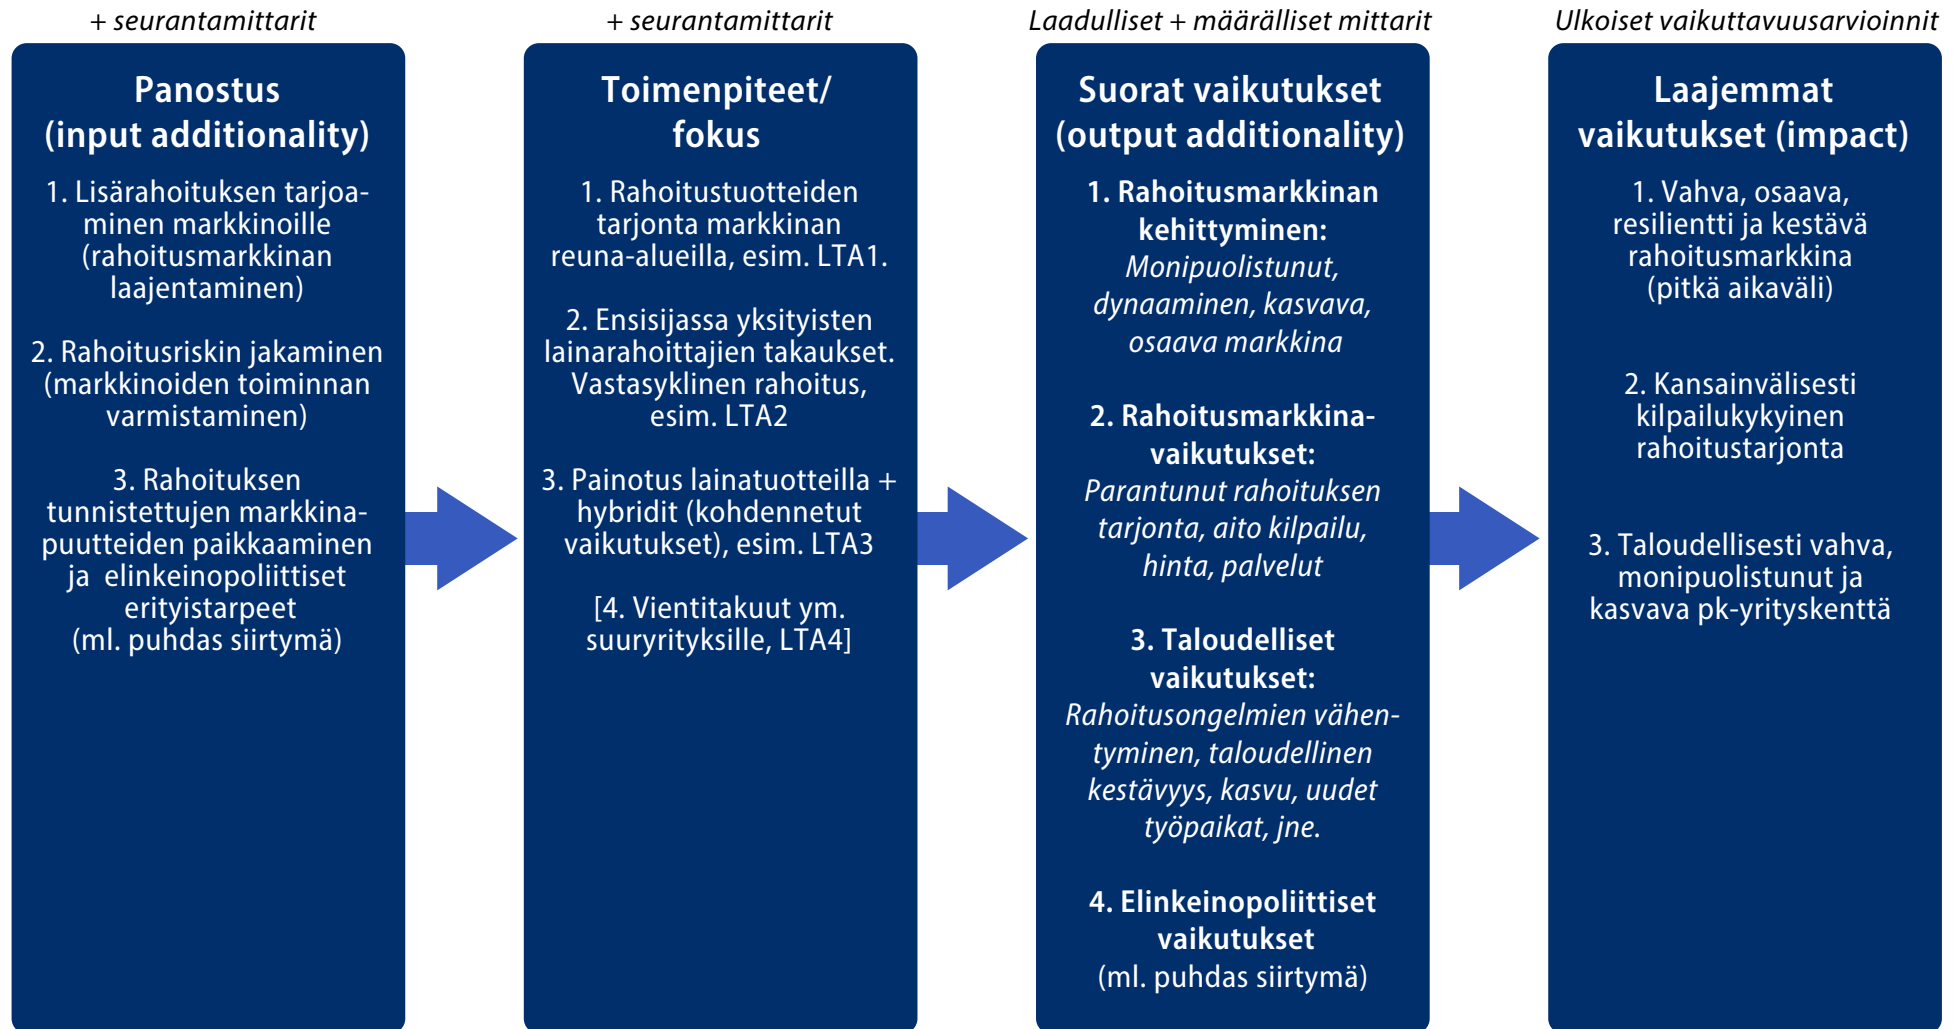 + seurantamittarit
Panostus
(input additionality)
1. Lisärahoituksen tarjoa-
minen markkinoille
(rahoitusmarkkinan
laajentaminen)
2. Rahoitusriskin jakaminen
(markkinoiden toiminnan
varmistaminen)
3. Rahoituksen
tunnistettujen markkina-
puutteiden paikkaaminen
ja elinkeinopoliittiset
erityistarpeet
(ml. puhdas siirtymä)
+ seurantamittarit
Toimenpiteet/
fokus
1. Rahoitustuotteiden
tarjonta markkinan
reuna-alueilla, esim. LTA1.
2. Ensisijassa yksityisten
lainarahoittajien takaukset.
Vastasyklinen rahoitus,
esim. LTA2
3. Painotus lainatuotteilla +
hybridit (kohdennetut
vaikutukset), esim. LTA3
[4. Vientitakuut ym.
suuryrityksille, LTA4]
Laadulliset + määrälliset mittarit
Suorat vaikutukset
(output additionality)
1. Rahoitusmarkkinan
kehittyminen:
Monipuolistunut,
dynaaminen, kasvava,
osaava markkina
2. Rahoitusmarkkina-
vaikutukset:
Parantunut rahoituksen
tarjonta, aito kilpailu,
hinta, palvelut
3. Taloudelliset
vaikutukset:
Rahoitusongelmien vähen-
tyminen, taloudellinen
kestävyys, kasvu, uudet
työpaikat, jne.
4. Elinkeinopoliittiset
vaikutukset
(ml. puhdas siirtymä)
Ulkoiset vaikuttavuusarvioinnit
Laajemmat
vaikutukset (impact)
1. Vahva, osaava,
resilientti ja kestävä
rahoitusmarkkina
(pitkä aikaväli)
2. Kansainvälisesti
kilpailukykyinen
rahoitustarjonta
3. Taloudellisesti vahva,
monipuolistunut ja
kasvava pk-yrityskenttä